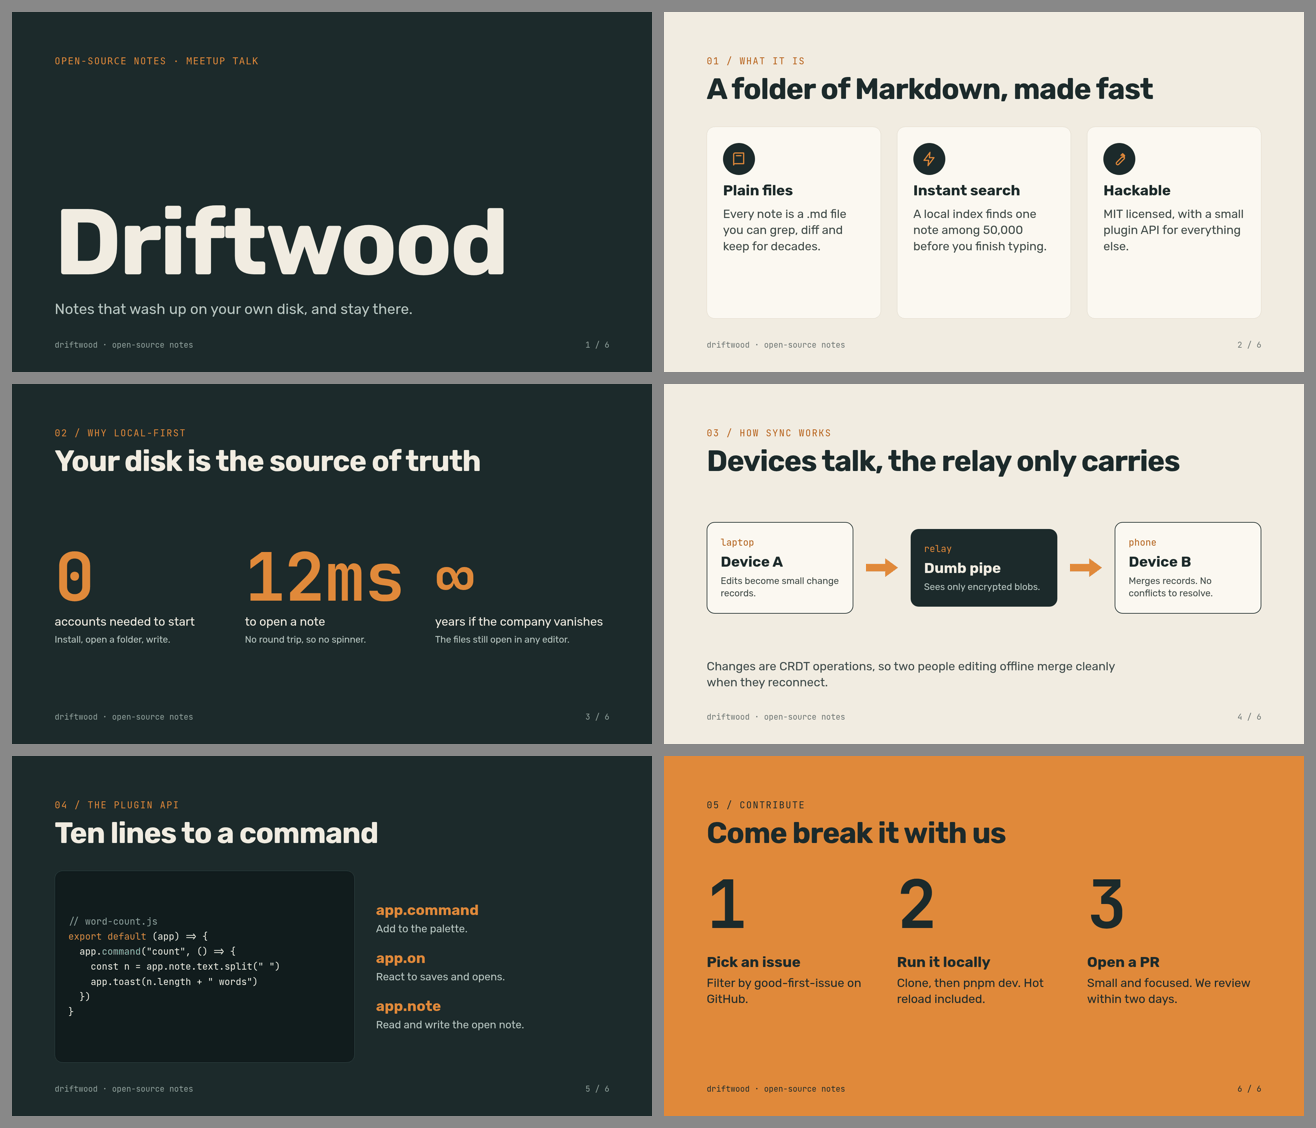 OPEN-SOURCE NOTES · MEETUP TALK
Driftwood
Notes that wash up on your own disk, and stay there.
driftwood · open-source notes
1 / 6
01 / WHAT IT IS
A folder of Markdown, made fast
Plain files
Every note is a .md file
you can grep, diff and
keep for decades.
Instant search
A local index finds one
note among 50,000
before you finish typing.
Hackable
MIT licensed, with a small
plugin API for everything
else.
driftwood · open-source notes
2 / 6
02 / WHY LOCAL-FIRST
Your disk is the source of truth
0
accounts needed to start
Install, open a folder, write.
12ms
to open a note
No round trip, so no spinner.
∞
years if the company vanishes
The files still open in any editor.
driftwood · open-source notes
3 / 6
03 / HOW SYNC WORKS
Devices talk, the relay only carries
laptop
Device A
Edits become small change
records.
relay
Dumb pipe
Sees only encrypted blobs.
phone
Device B
Merges records. No
conflicts to resolve.
Changes are CRDT operations, so two people editing offline merge cleanly
when they reconnect.
driftwood · open-source notes
4 / 6
04 / THE PLUGIN API
Ten lines to a command
// word-count.js
export default (app) => {
  app.command("count", () => {
    const n = app.note.text.split(" ")
    app.toast(n.length + " words")
  })
}
app.command
Add to the palette.
app.on
React to saves and opens.
app.note
Read and write the open note.
driftwood · open-source notes
5 / 6
05 / CONTRIBUTE
Come break it with us
1
Pick an issue
Filter by good-first-issue on
GitHub.
2
Run it locally
Clone, then pnpm dev. Hot
reload included.
3
Open a PR
Small and focused. We review
within two days.
driftwood · open-source notes
6 / 6